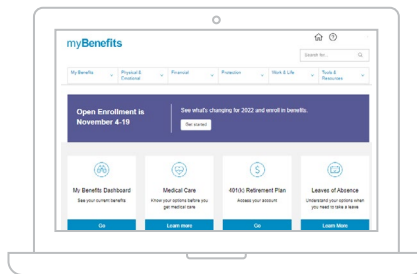 myBenefits
Search for...
My Benefits
Physical &
Emotional
Financial
Protection
Work & Life
Tools &
Resources
Open Enrollment is
November 4-19
See what's changing for 2022 and enroll in benefits.
Get started
My Benefits Dashboard
See your current benefits
Go
Medical Care
Know your options before you
get medical care.
Learn more
401(k) Retirement Plan
Access your account
Go
Leaves of Absence
Understand your options when
you need to take a leave.
Learn More